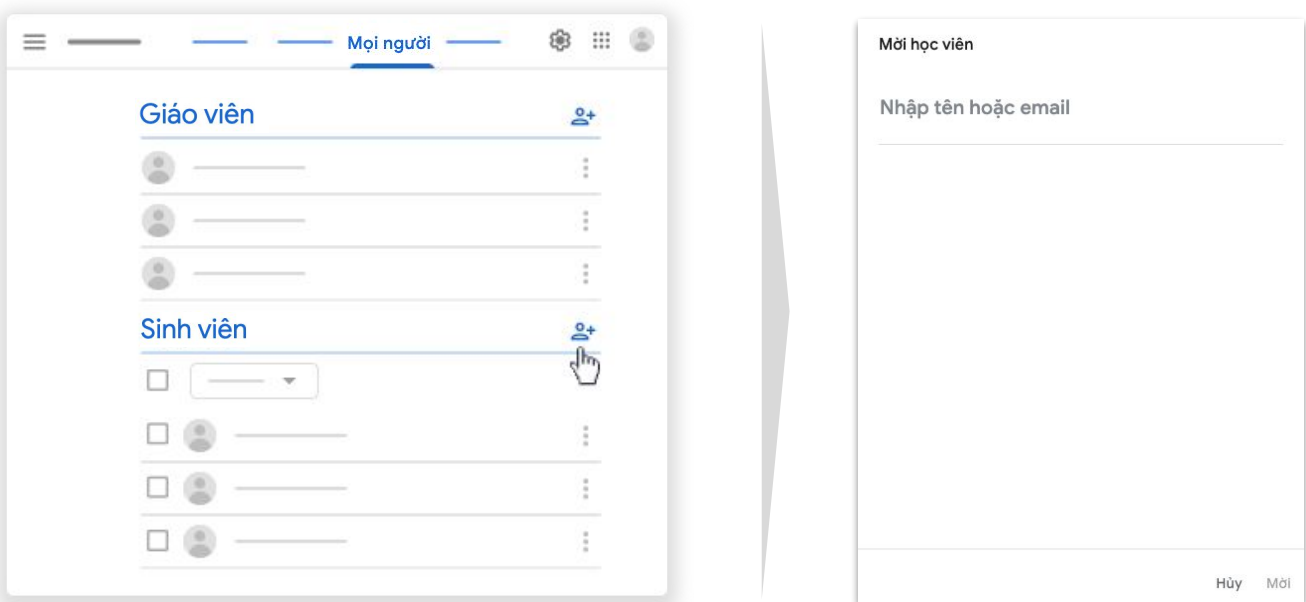 Mọi người
Giáo viên
Sinh viên
Mời học viên
Nhập tên hoặc email
Hủy Mời